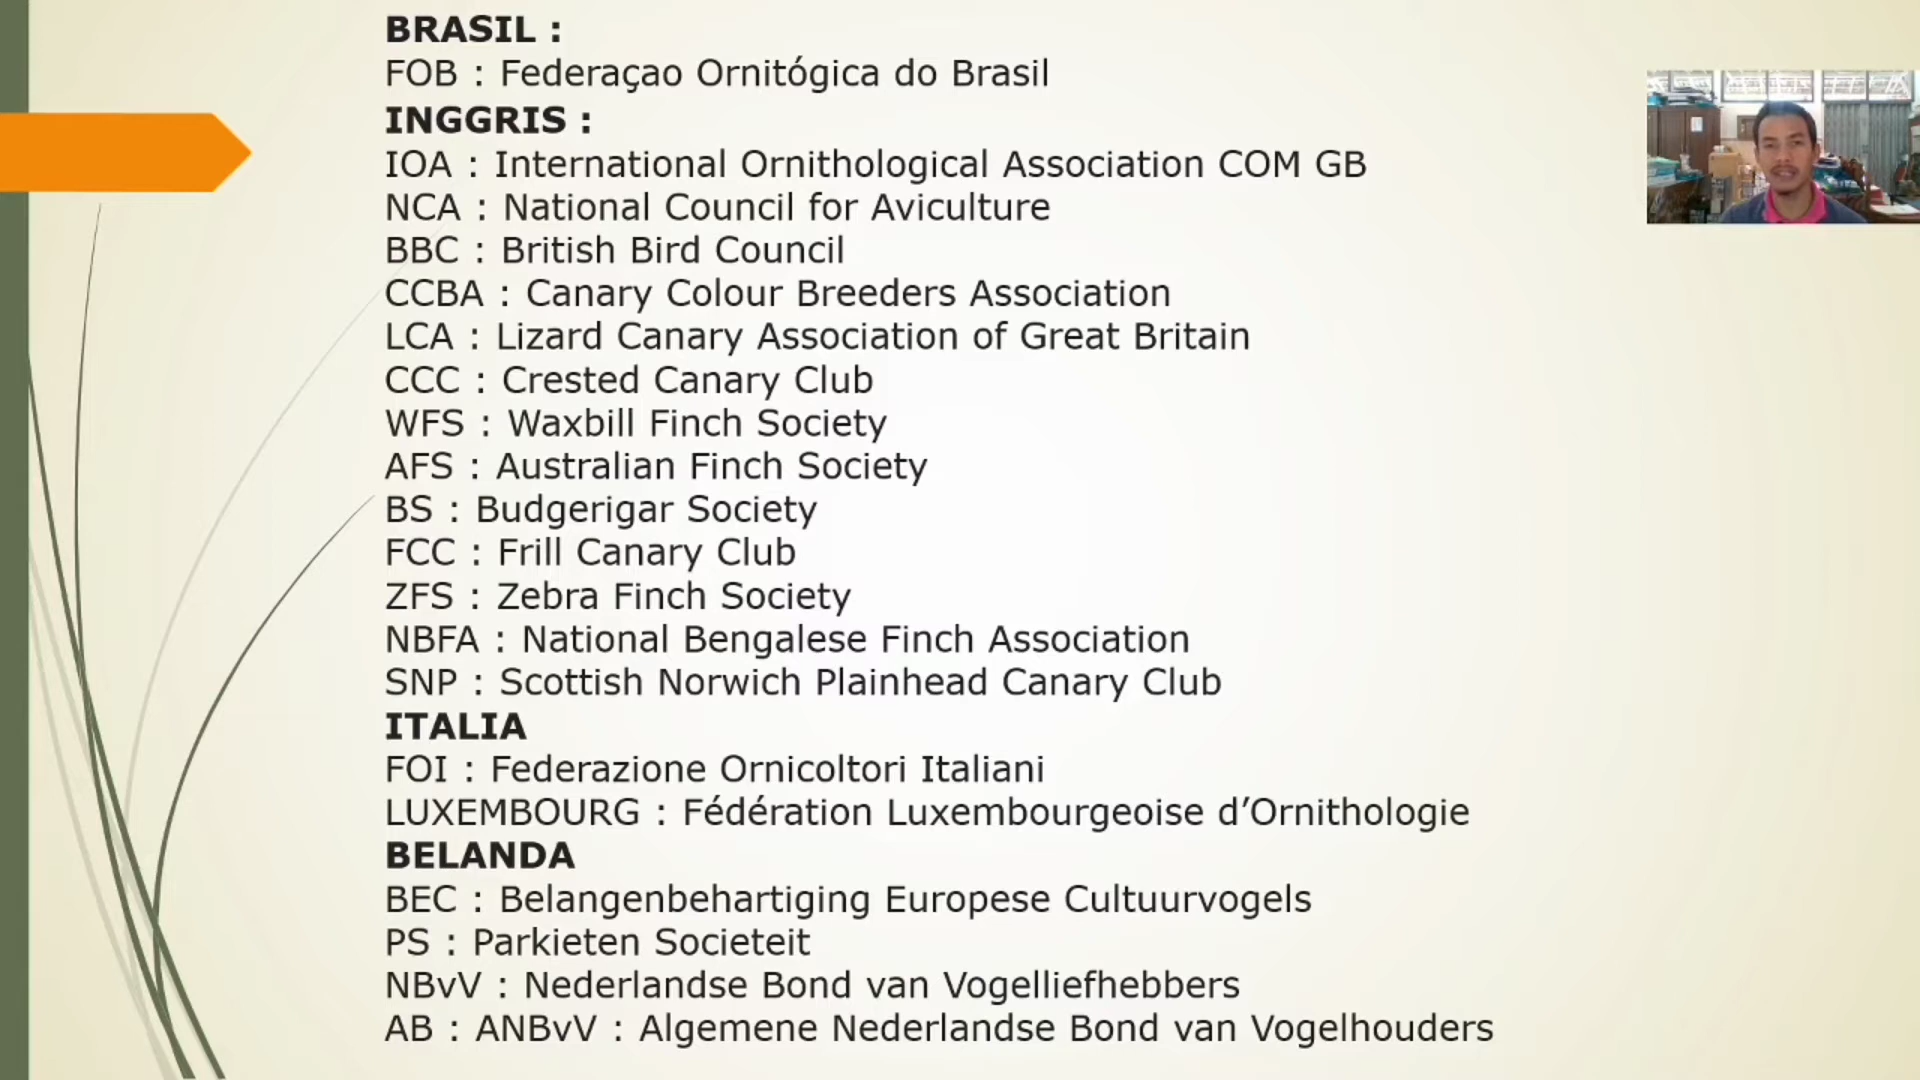 BRASIL :
FOB : Federaçao Ornitógica do Brasil
INGGRIS :
IOA : International Ornithological Association COM GB
NCA : National Council for Aviculture
BBC : British Bird Council
CCBA : Canary Colour Breeders Association
LCA : Lizard Canary Association of Great Britain
CCC : Crested Canary Club
WFS : Waxbill Finch Society
AFS : Australian Finch Society
BS : Budgerigar Society
FCC : Frill Canary Club
ZFS : Zebra Finch Society
NBFA : National Bengalese Finch Association
SNP : Scottish Norwich Plainhead Canary Club
ITALIA
FOI : Federazione Ornicoltori Italiani
LUXEMBOURG : Fédération Luxembourgeoise d’Ornithologie
BELANDA
BEC : Belangenbehartiging Europese Cultuurvogels
PS : Parkieten Societeit
NBvV : Nederlandse Bond van Vogelliefhebbers
AB : ANBvV : Algemene Nederlandse Bond van Vogelhouders